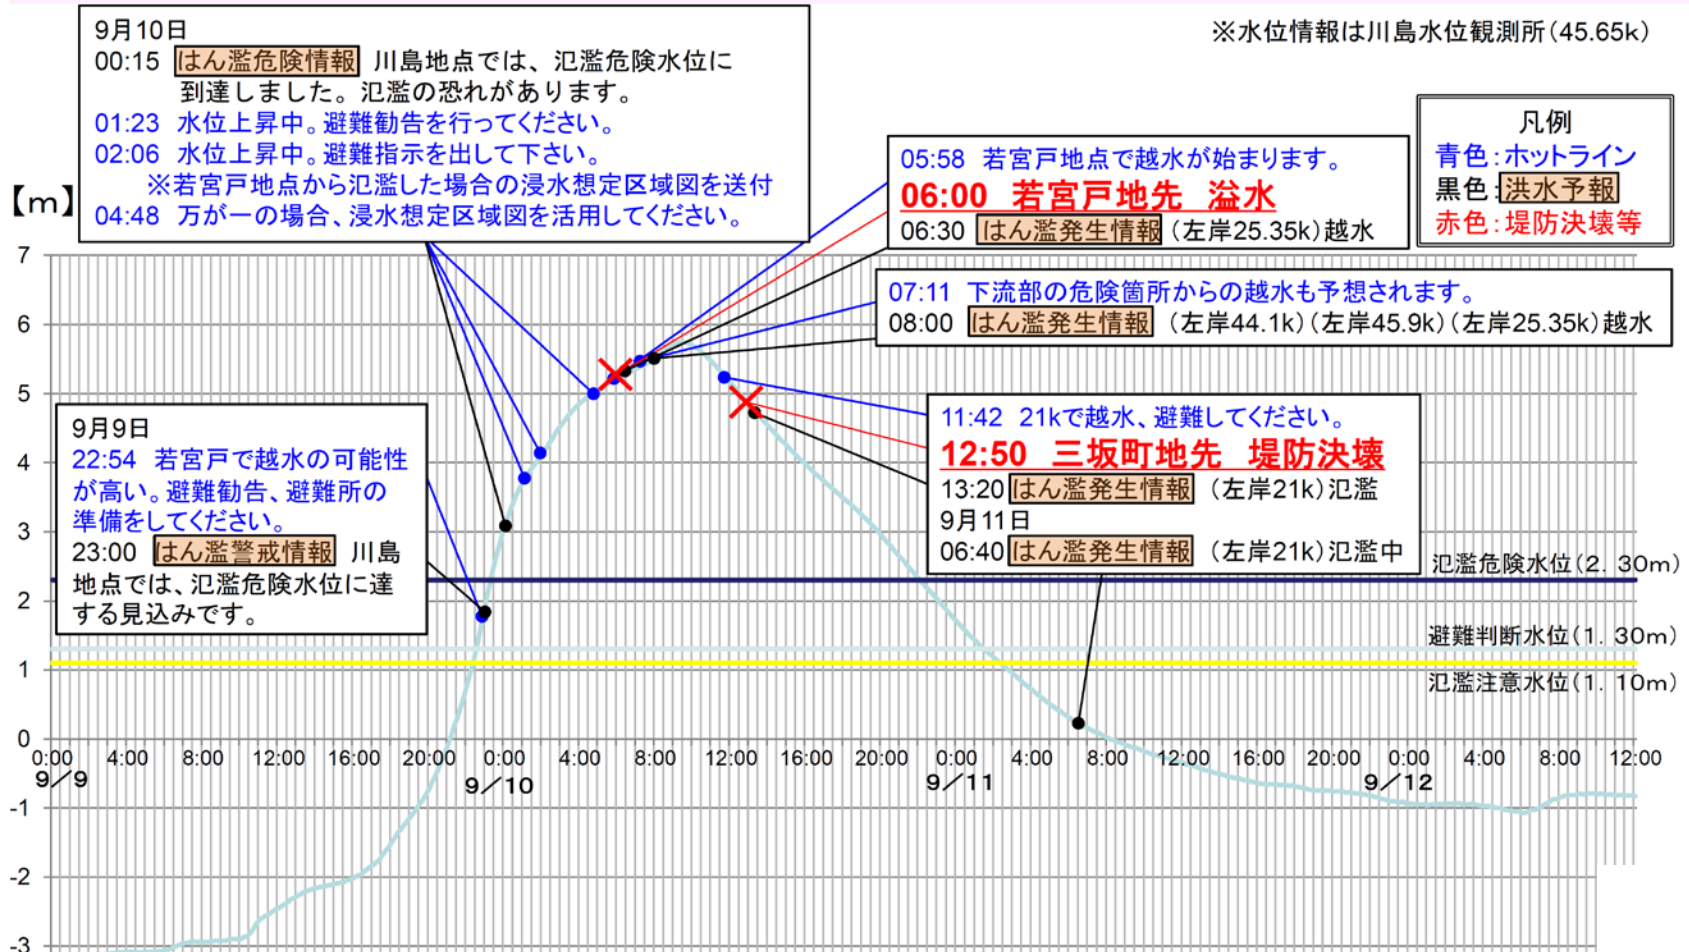 ※水位情報は川島水位観測所(45.65k)
9月10日
00:15 はん濫危険情報 川島地点では、氾濫危険水位に
到達しました。氾濫の恐れがあります。
01:23 水位上昇中。避難勧告を行ってください。
02:06 水位上昇中。避難指示を出して下さい。
※若宮戸地点から氾濫した場合の浸水想定区域図を送付
04:48 万が一の場合、浸水想定区域図を活用してください。
凡例
青色:ホットライン
黒色:洪水予報
赤色:堤防決壊等
05:58 若宮戸地点で越水が始まります。
06:00 若宮戸地先 溢水
06:30 はん濫発生情報 (左岸25.35k)越水
07:11 下流部の危険箇所からの越水も予想されます。
08:00 はん濫発生情報 (左岸44.1k)(左岸45.9k)(左岸25.35k)越水
9月9日
22:54 若宮戸で越水の可能性
が高い。避難勧告、避難所の
準備をしてください。
23:00 はん濫警戒情報 川島
地点では、氾濫危険水位に達
する見込みです。
11:42 21kで越水、避難してください。
12:50 三坂町地先 堤防決壊
13:20 はん濫発生情報 (左岸21k)氾濫
9月11日
06:40 はん濫発生情報 (左岸21k)氾濫中
氾濫危険水位(2.30m)
避難判断水位(1.30m)
氾濫注意水位(1.10m)
【m】
7
6
5
4
3
2
1
0
-1
-2
-3
0:00 4:00 8:00 12:00 16:00 20:00 0:00 4:00 8:00 12:00 16:00 20:00 0:00 4:00 8:00 12:00 16:00 20:00 0:00 4:00 8:00 12:00
9/9 9/10 9/11 9/12